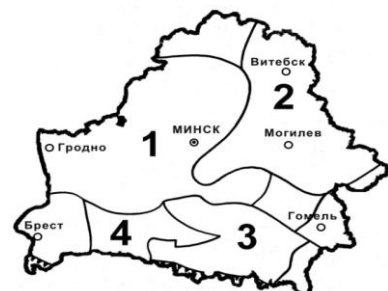 Витебск
2
МИНСК
1
Могилев
Гродно
Гомель
Брест
4
3